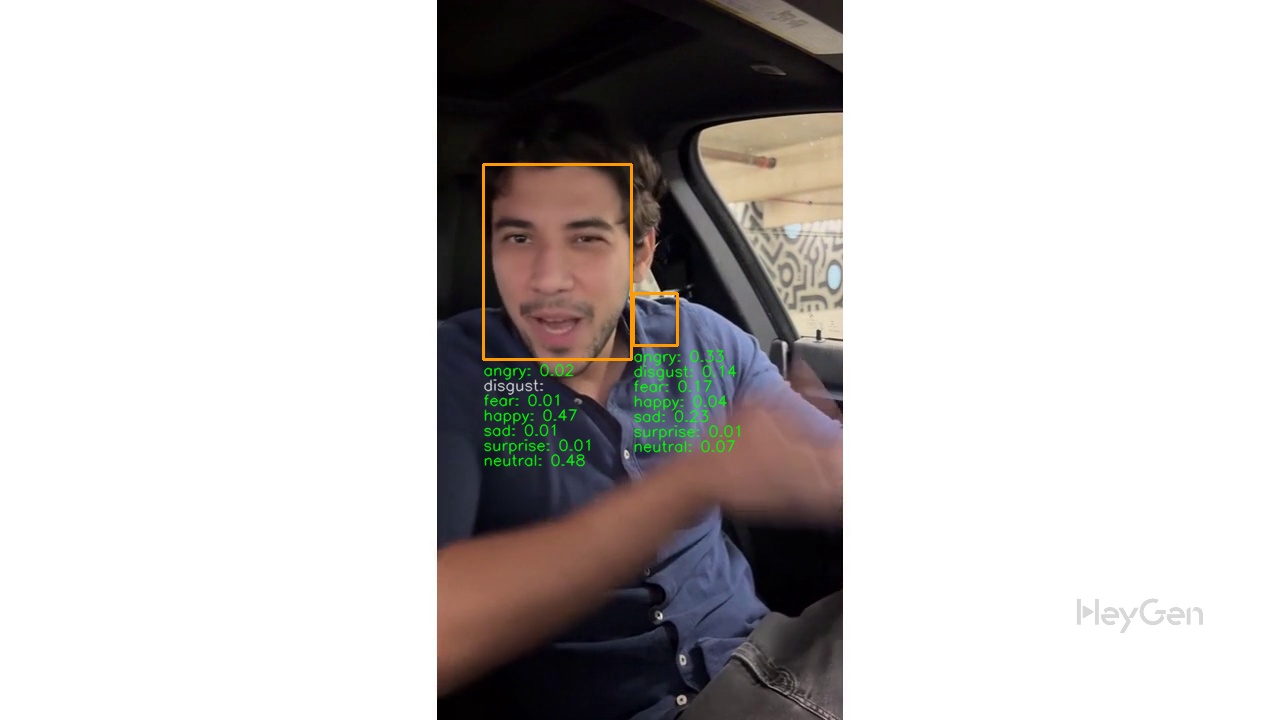 angry: 0.02
disgust:
fear: 0.01
happy: 0.47
sad: 0.01
surprise: 0.01
neutral: 0.48
angry: 0.33
disgust: 0.14
fear: 0.17
happy: 0.04
sad: 0.23
surprise: 0.01
neutral: 0.07
HeyGen